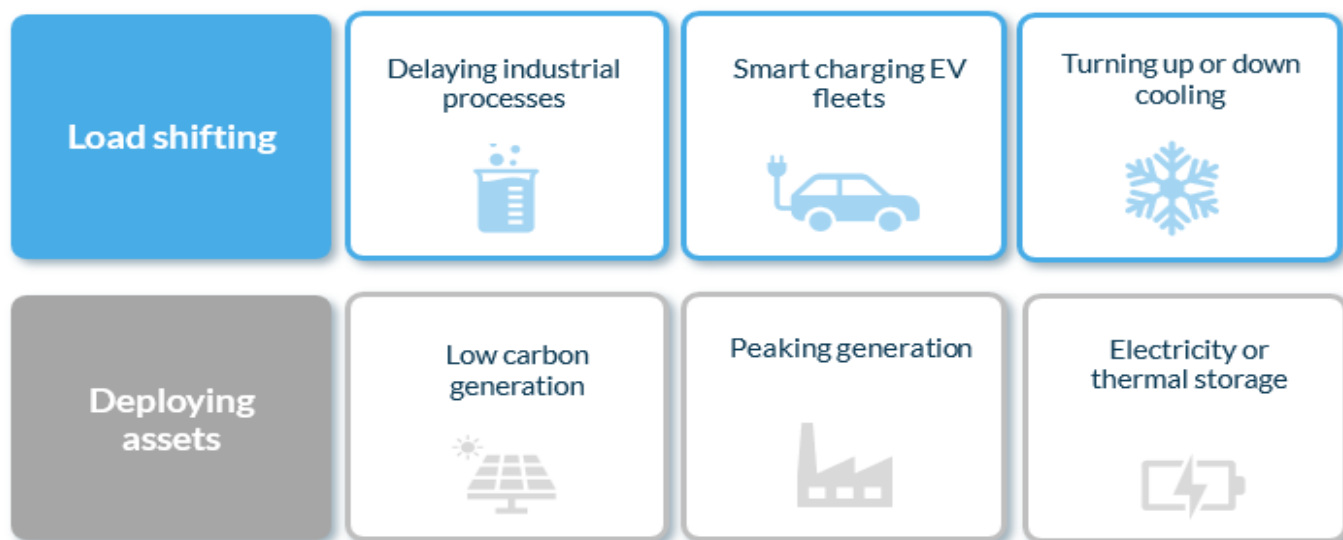 Load shifting
Delaying industrial
processes
Smart charging EV
fleets
Turning up or down
cooling
Deploying
assets
Low carbon
generation
Peaking generation
Electricity or
thermal storage